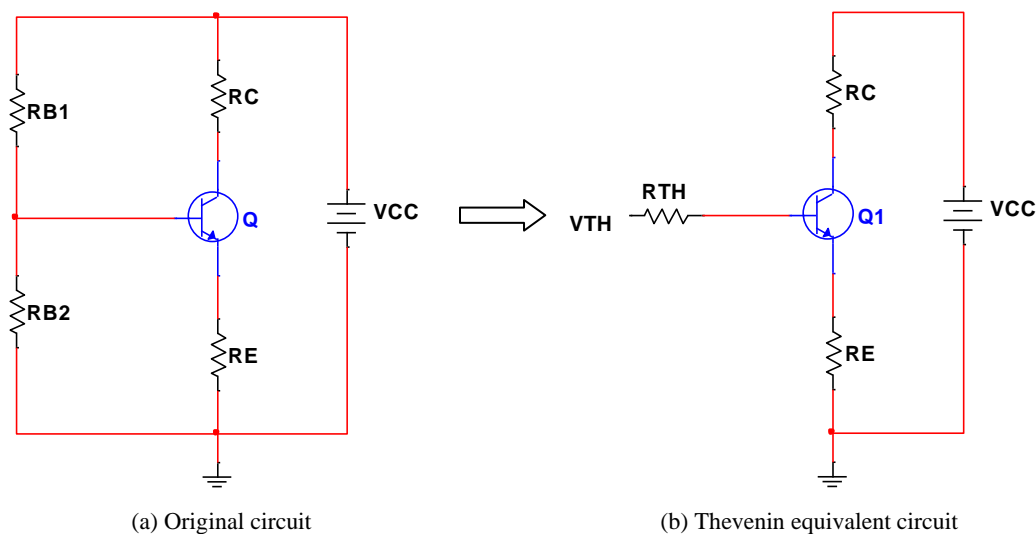 RB1
RC
Q
VCC
RB2
RE
VTH
RTH
RC
Q1
VCC
RE
(a) Original circuit
(b) Thevenin equivalent circuit